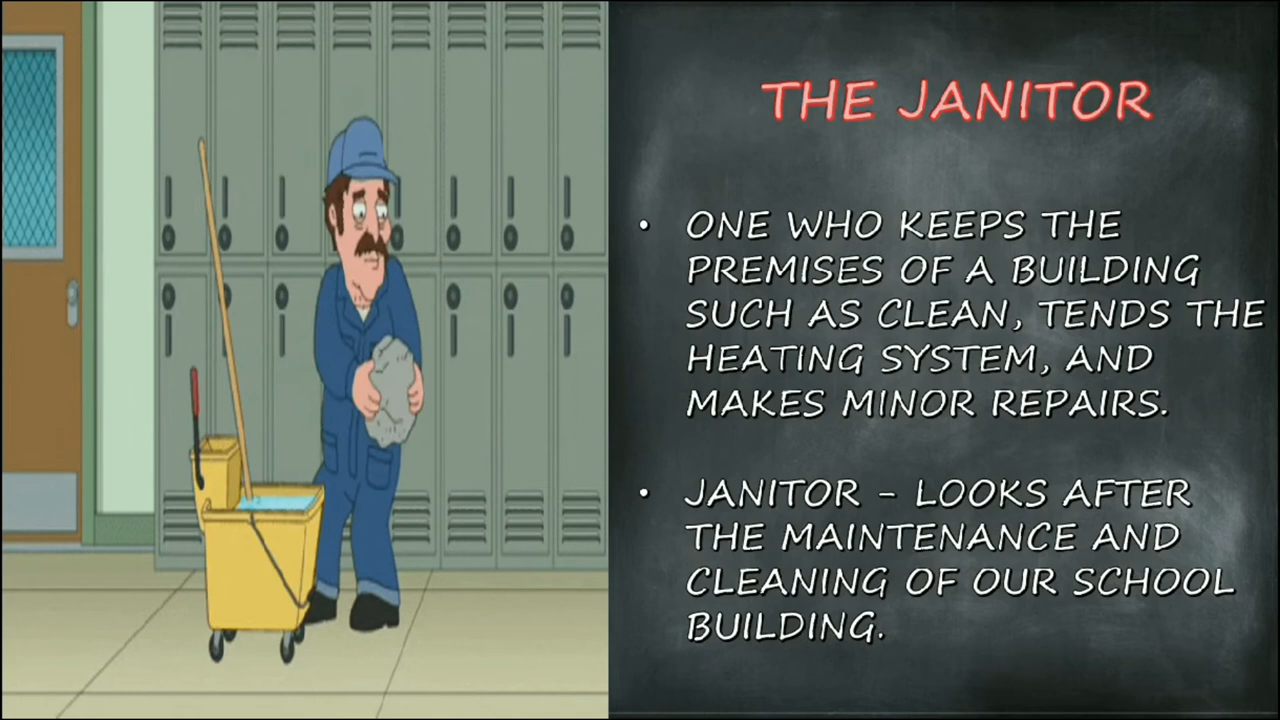 THE JANITOR
• ONE WHO KEEPS THE
PREMISES OF A BUILDING
SUCH AS CLEAN, TENDS THE
HEATING SYSTEM, AND
MAKES MINOR REPAIRS.
• JANITOR - LOOKS AFTER
THE MAINTENANCE AND
CLEANING OF OUR SCHOOL
BUILDING.